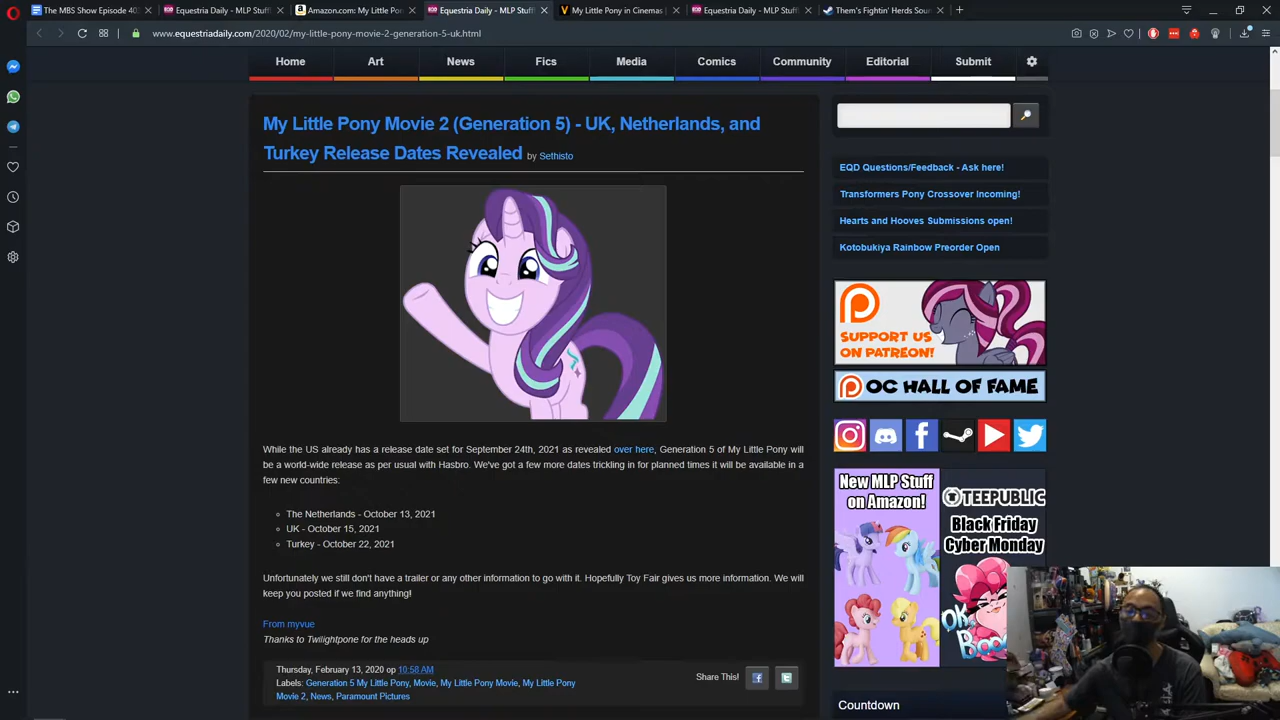 The MBS Show Episode 40
Equestria Daily - MLP Stuff!
Amazon.com: My Little Po
Equestria Daily - MLP Stuff!
My Little Pony in Cinemas
Equestria Daily - MLP Stuff!
Them's Fightin' Herds Sou
www.equestriadaily.com/2020/02/my-little-pony-movie-2-generation-5-uk.html
Home Art News Fics Media Comics Community Editorial Submit
My Little Pony Movie 2 (Generation 5) - UK, Netherlands, and
Turkey Release Dates Revealed by Sethisto
While the US already has a release date set for September 24th, 2021 as revealed over here, Generation 5 of My Little Pony will
be a world-wide release as per usual with Hasbro. We've got a few more dates trickling in for planned times it will be available in a
few new countries:
The Netherlands - October 13, 2021
UK - October 15, 2021
Turkey - October 22, 2021
Unfortunately we still don't have a trailer or any other information to go with it. Hopefully Toy Fair gives us more information. We will
keep you posted if we find anything!
From myvue
Thanks to Twilightpone for the heads up
Thursday, February 13, 2020 op 10:58 AM
Labels: Generation 5 My Little Pony, Movie, My Little Pony Movie, My Little Pony
Movie 2, News, Paramount Pictures
Share This!
EQD Questions/Feedback - Ask here!
Transformers Pony Crossover Incoming!
Hearts and Hooves Submissions open!
Kotobukiya Rainbow Preorder Open
SUPPORT US
ON PATREON!
OC HALL OF FAME
New MLP Stuff
on Amazon!
TEEPUBLIC
Black Friday
Cyber Monday
OK
Boo
Countdown